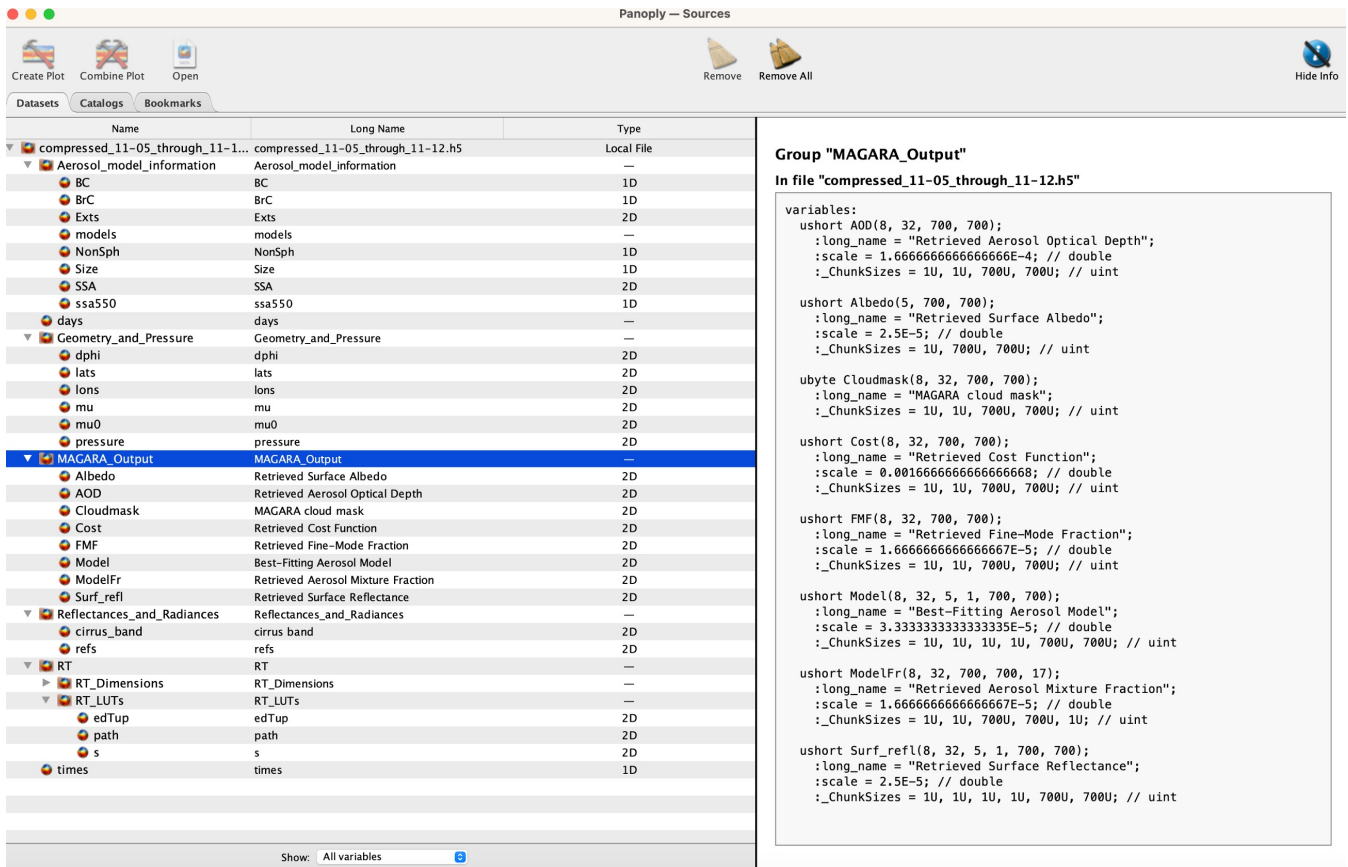 Panoply — Sources
Create Plot Combine Plot Open Remove Remove All Hide Info
Datasets Catalogs Bookmarks
Name Long Name Type
compressed_11-05_through_11-1... compressed_11-05_through_11-12.h5 Local File
Aerosol_model_information Aerosol_model_information —
BC BC 1D
BrC BrC 1D
Exts Exts 2D
models models —
NonSph NonSph 1D
Size Size 1D
SSA SSA 2D
ssa550 ssa550 1D
days days —
Geometry_and_Pressure Geometry_and_Pressure —
dphi dphi 2D
lats lats 2D
lons lons 2D
mu mu 2D
mu0 mu0 2D
pressure pressure 2D
MAGARA_Output MAGARA_Output —
Albedo Retrieved Surface Albedo 2D
AOD Retrieved Aerosol Optical Depth 2D
Cloudmask MAGARA cloud mask 2D
Cost Retrieved Cost Function 2D
FMF Retrieved Fine-Mode Fraction 2D
Model Best-Fitting Aerosol Model 2D
ModelFr Retrieved Aerosol Mixture Fraction 2D
Surf_refl Retrieved Surface Reflectance 2D
Reflectances_and_Radiances Reflectances_and_Radiances —
cirrus_band cirrus band 2D
refs refs 2D
RT RT —
RT_Dimensions RT_Dimensions —
RT_LUTs RT_LUTs —
edTup edTup 2D
path path 2D
s s 2D
times times 1D
Show: All variables
Group "MAGARA_Output"
In file "compressed_11-05_through_11-12.h5"
variables:
ushort AOD(8, 32, 700, 700);
:long_name = "Retrieved Aerosol Optical Depth";
:scale = 1.6666666666666666E-4; // double
:_ChunkSizes = 1U, 1U, 700U, 700U; // uint
ushort Albedo(5, 700, 700);
:long_name = "Retrieved Surface Albedo";
:scale = 2.5E-5; // double
:_ChunkSizes = 1U, 700U, 700U; // uint
ubyte Cloudmask(8, 32, 700, 700);
:long_name = "MAGARA cloud mask";
:_ChunkSizes = 1U, 1U, 700U, 700U; // uint
ushort Cost(8, 32, 700, 700);
:long_name = "Retrieved Cost Function";
:scale = 0.0016666666666666668; // double
:_ChunkSizes = 1U, 1U, 700U, 700U; // uint
ushort FMF(8, 32, 700, 700);
:long_name = "Retrieved Fine-Mode Fraction";
:scale = 1.6666666666666667E-5; // double
:_ChunkSizes = 1U, 1U, 700U, 700U; // uint
ushort Model(8, 32, 5, 1, 700, 700);
:long_name = "Best-Fitting Aerosol Model";
:scale = 3.3333333333333335E-5; // double
:_ChunkSizes = 1U, 1U, 1U, 1U, 700U, 700U; // uint
ushort ModelFr(8, 32, 700, 700, 17);
:long_name = "Retrieved Aerosol Mixture Fraction";
:scale = 1.6666666666666667E-5; // double
:_ChunkSizes = 1U, 1U, 700U, 700U, 1U; // uint
ushort Surf_refl(8, 32, 5, 1, 700, 700);
:long_name = "Retrieved Surface Reflectance";
:scale = 2.5E-5; // double
:_ChunkSizes = 1U, 1U, 1U, 1U, 700U, 700U; // uint